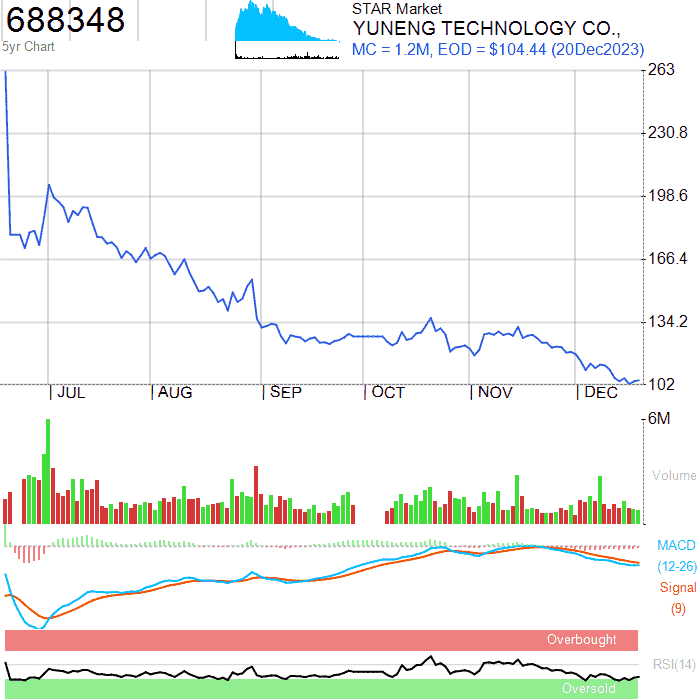 688348
5yr Chart
STAR Market
YUNENG TECHNOLOGY CO.,
MC = 1.2M, EOD = $104.44 (20Dec2023)
263
230.8
198.6
166.4
134.2
102
JUL AUG SEP OCT NOV DEC
6M
Volume
MACD
(12-26)
Signal
(9)
Overbought
RSI(14)
Oversold